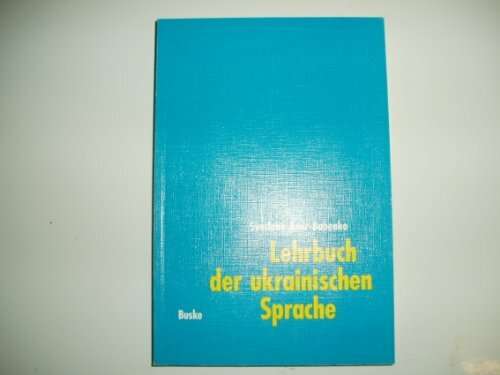 Lehrbuch
der ukrainischen
Sprache
Buske